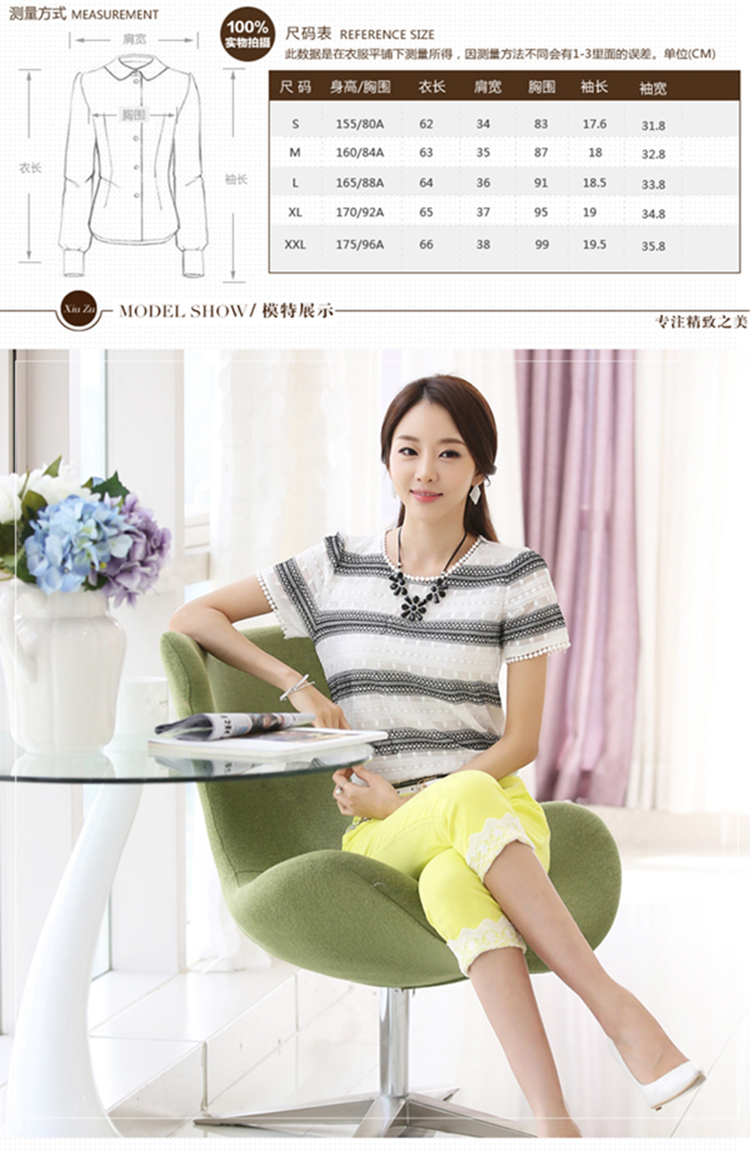 测量方式 MEASUREMENT
肩宽
胸围
衣长
袖长
100%
实物拍摄
尺码表 REFERENCE SIZE
此数据是在衣服平铺下测量所得，因测量方法不同会有1-3里面的误差。单位(CM)
尺 码 身高/胸围 衣长 肩宽 胸围 袖长 袖宽
S 155/80A 62 34 83 17.6 31.8
M 160/84A 63 35 87 18 32.8
L 165/88A 64 36 91 18.5 33.8
XL 170/92A 65 37 95 19 34.8
XXL 175/96A 66 38 99 19.5 35.8
Xiu Zu MODEL SHOW/ 模特展示
专注精致之美